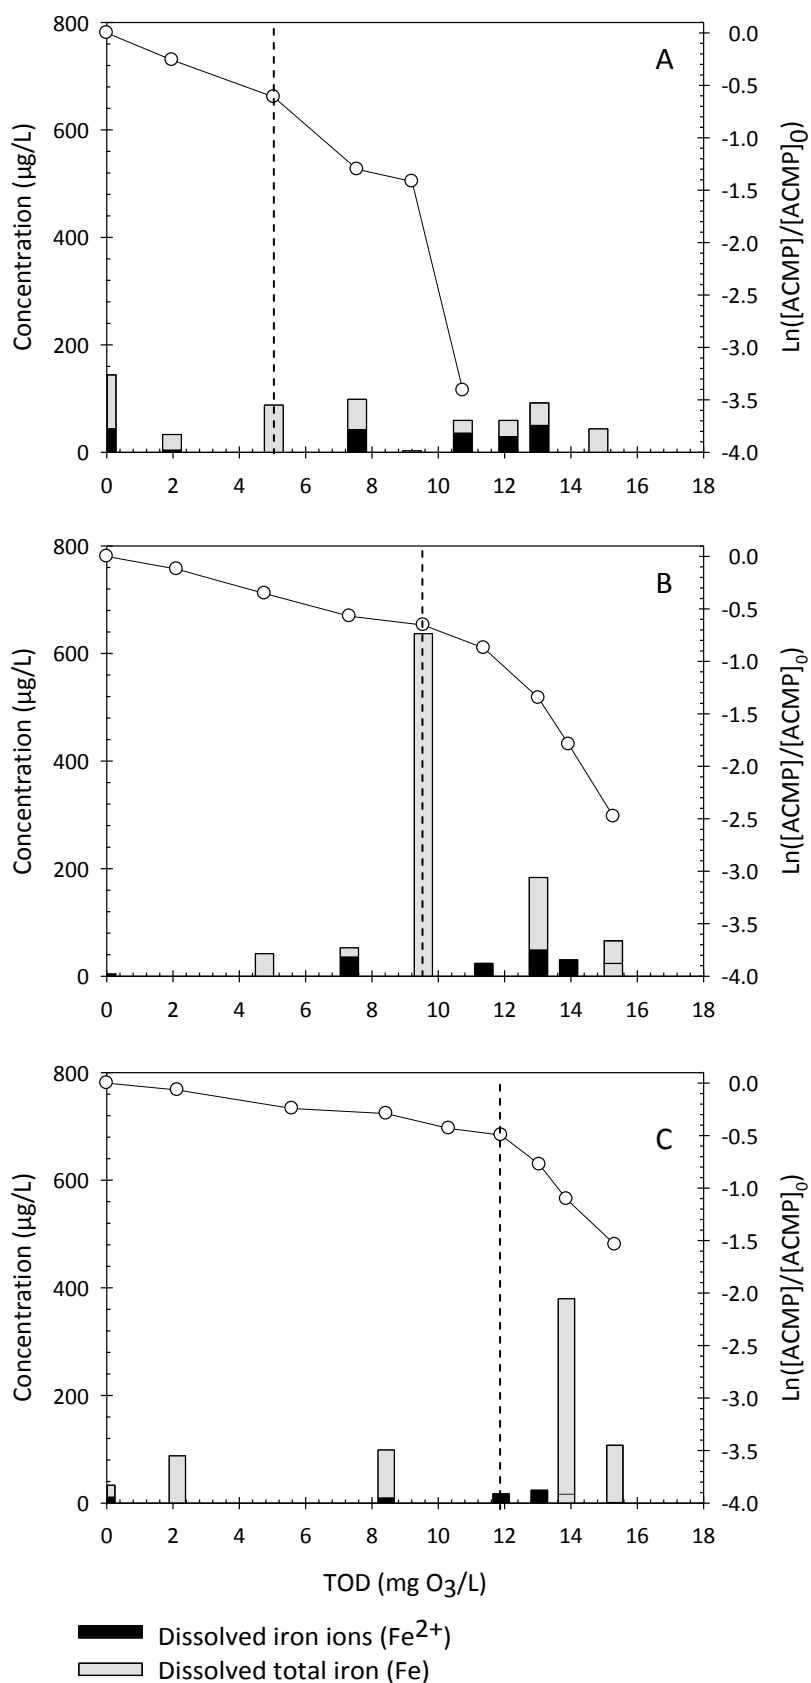 A
Concentration (µg/L)
800
600
400
200
0
0.0
-0.5
-1.0
-1.5
-2.0
-2.5
-3.0
-3.5
-4.0
Ln([ACMP]/[ACMP]0)
0 2 4 6 8 10 12 14 16 18
B
Concentration (µg/L)
800
600
400
200
0
0.0
-0.5
-1.0
-1.5
-2.0
-2.5
-3.0
-3.5
-4.0
Ln([ACMP]/[ACMP]0)
0 2 4 6 8 10 12 14 16 18
C
Concentration (µg/L)
800
600
400
200
0
0.0
-0.5
-1.0
-1.5
-2.0
-2.5
-3.0
-3.5
-4.0
Ln([ACMP]/[ACMP]0)
0 2 4 6 8 10 12 14 16 18
TOD (mg O3/L)
Dissolved iron ions (Fe2+)
Dissolved total iron (Fe)